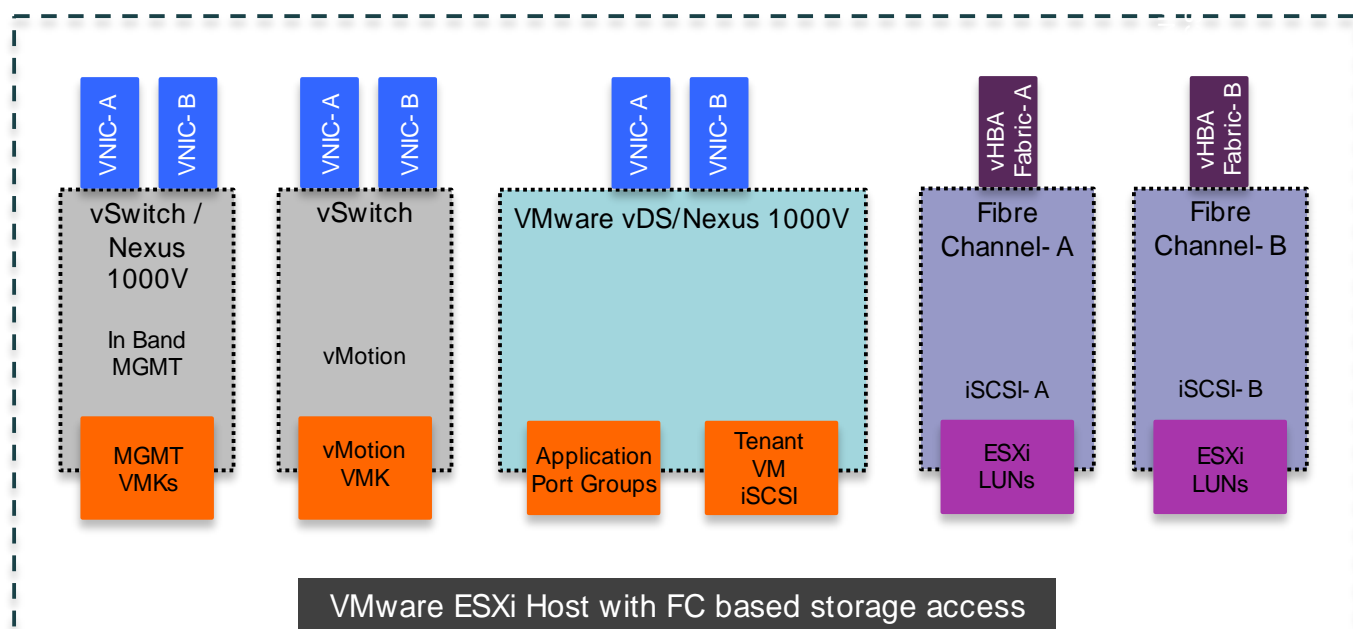 VNIC- A
VNIC- B
VNIC- A
VNIC- B
VNIC- A
VNIC- B
vHBA
Fabric- A
vHBA
Fabric- B
vSwitch /
Nexus
1000V
In Band
MGMT
MGMT
VMKs
vSwitch
vMotion
vMotion
VMK
VMware vDS/Nexus 1000V
Application
Port Groups
Tenant
VM
iSCSI
Fibre
Channel- A
iSCSI- A
ESXi
LUNs
Fibre
Channel- B
iSCSI- B
ESXi
LUNs
VMware ESXi Host with FC based storage access